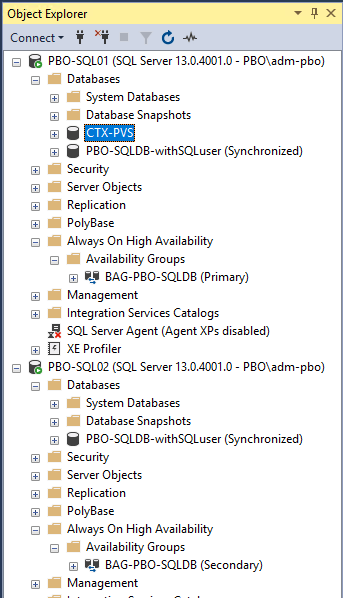 Object Explorer
Connect
PBO-SQL01 (SQL Server 13.0.4001.0 - PBO\adm-pbo)
Databases
System Databases
Database Snapshots
CTX-PVS
PBO-SQLDB-withSQLuser (Synchronized)
Security
Server Objects
Replication
PolyBase
Always On High Availability
Availability Groups
BAG-PBO-SQLDB (Primary)
Management
Integration Services Catalogs
SQL Server Agent (Agent XPs disabled)
XE Profiler
PBO-SQL02 (SQL Server 13.0.4001.0 - PBO\adm-pbo)
Databases
System Databases
Database Snapshots
PBO-SQLDB-withSQLuser (Synchronized)
Security
Server Objects
Replication
PolyBase
Always On High Availability
Availability Groups
BAG-PBO-SQLDB (Secondary)
Management